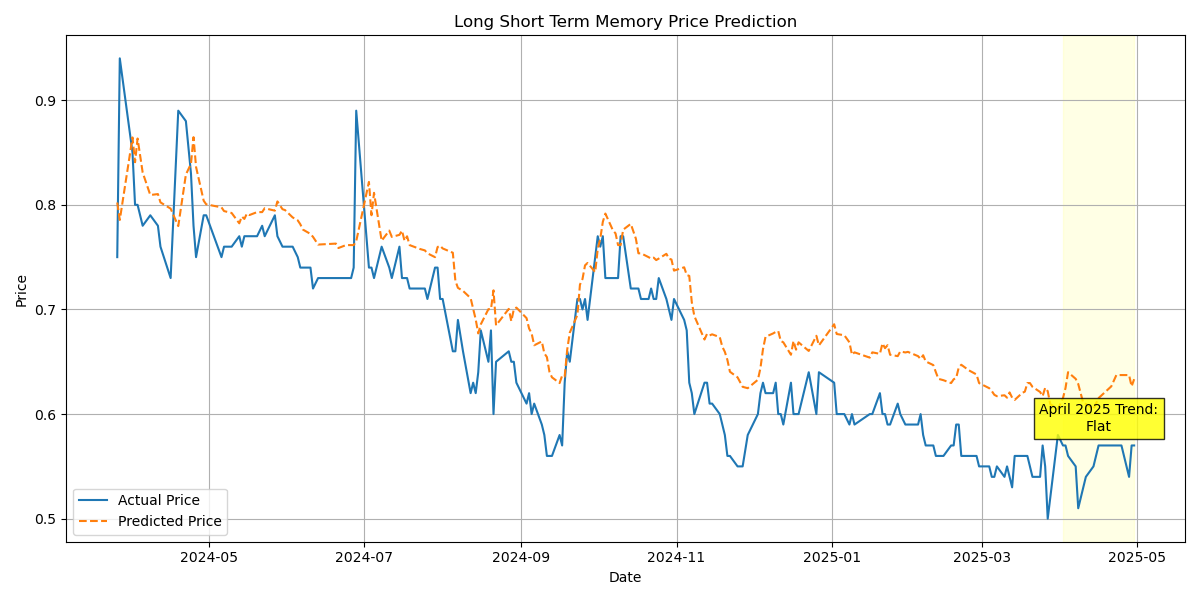 Long Short Term Memory Price Prediction
Price
0.9
0.8
0.7
0.6
0.5
April 2025 Trend:
Flat
Actual Price
Predicted Price
2024-05
2024-07
2024-09
2024-11
2025-01
2025-03
2025-05
Date